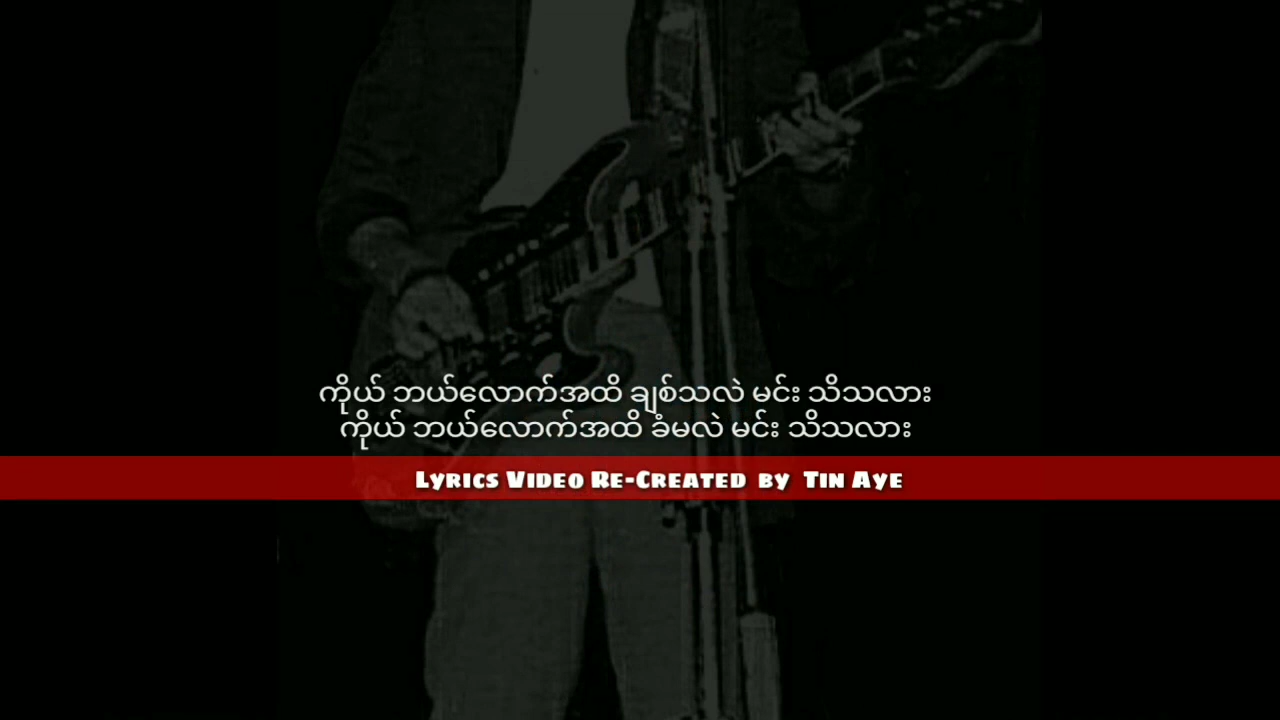 ကိုယ် ဘယ်လောက်အထိ ချစ်သလဲ မင်း သိသလား
ကိုယ် ဘယ်လောက်အထိ ခံမလဲ မင်း သိသလား
Lyrics Video Re-Created by Tin Aye